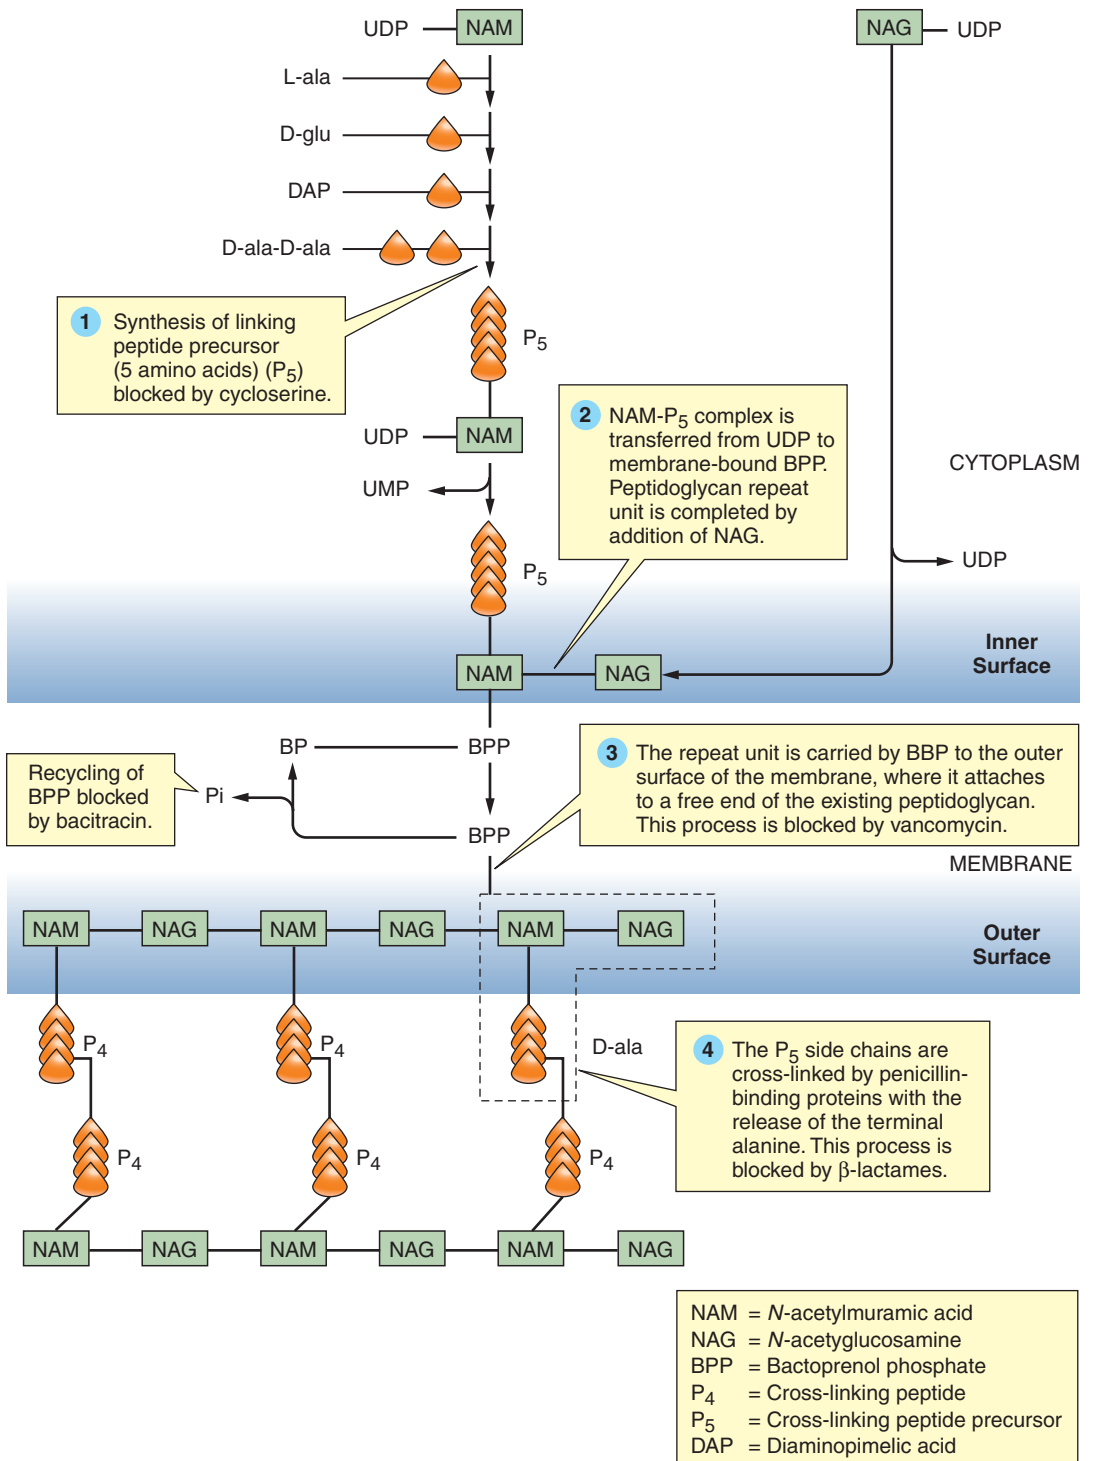 UDP NAM NAG UDP
L-ala
D-glu
DAP
D-ala-D-ala
1 Synthesis of linking
peptide precursor
(5 amino acids) (P5)
blocked by cycloserine.
P5
2 NAM-P5 complex is
transferred from UDP to
membrane-bound BPP.
Peptidoglycan repeat
unit is completed by
addition of NAG.
UDP NAM
CYTOPLASM
UMP
UDP
P5
Inner
Surface
NAM NAG
BP BPP
3 The repeat unit is carried by BBP to the outer
surface of the membrane, where it attaches
to a free end of the existing peptidoglycan.
This process is blocked by vancomycin.
Recycling of
BPP blocked
by bacitracin.
Pi
BPP
MEMBRANE
NAM NAG NAM NAG NAM NAG
Outer
Surface
P4 P4 D-ala
4 The P5 side chains are
cross-linked by penicillin-
binding proteins with the
release of the terminal
alanine. This process is
blocked by β-lactames.
P4 P4 P4
NAM NAG NAM NAG NAM NAG
NAM = N-acetylmuramic acid
NAG = N-acetyglucosamine
BPP = Bactoprenol phosphate
P4 = Cross-linking peptide
P5 = Cross-linking peptide precursor
DAP = Diaminopimelic acid